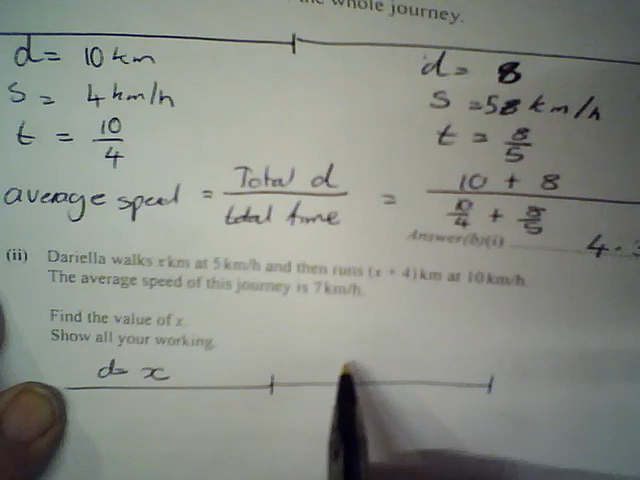 the whole journey.
d = 10 km
s = 4 km/h
t = 10/4
d = 8
s = 58 km/h
t = 8/5
average speed = Total d / total time = 10 + 8 / 10/4 + 8/5
Answer(b)(i) 4.3
(ii) Dariella walks x km at 5 km/h and then runs (x + 4) km at 10 km/h.
The average speed of this journey is 7 km/h.
Find the value of x.
Show all your working.
d= x